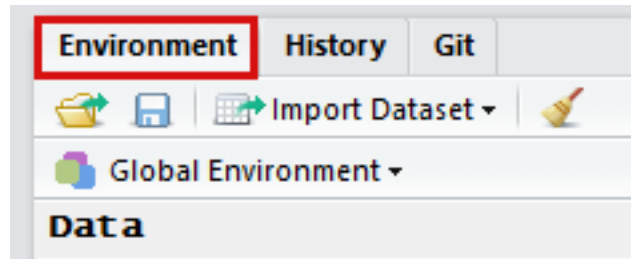 Environment History Git
Import Dataset
Global Environment
Data